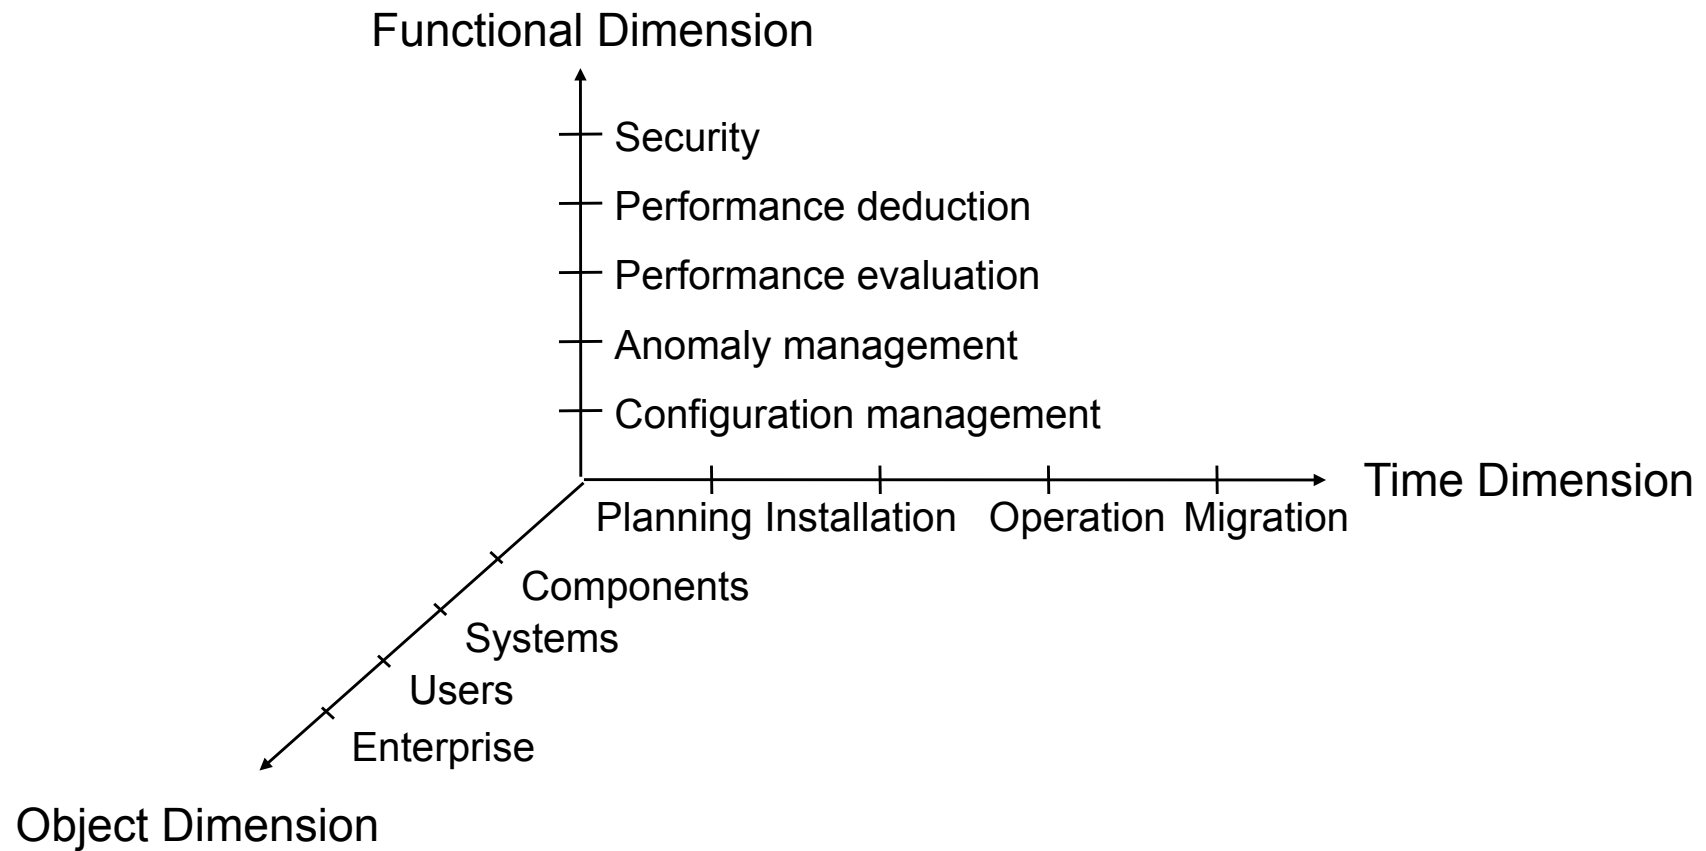 Functional Dimension
Security
Performance deduction
Performance evaluation
Anomaly management
Configuration management
Time Dimension
Planning Installation Operation Migration
Components
Systems
Users
Enterprise
Object Dimension